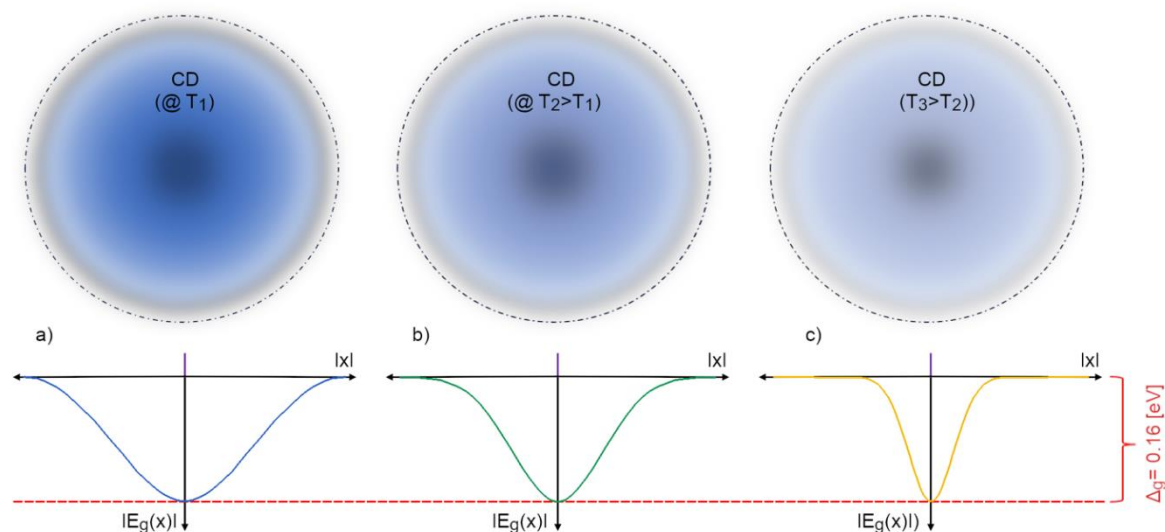 CD
(@ T₁)
CD
(@ T₂>T₁)
CD
(T₃>T₂))
a)
|x|
b)
|x|
c)
|x|
Δg= 0.16 [eV]
|Eg(x)|
|Eg(x)|
|Eg(x)|)